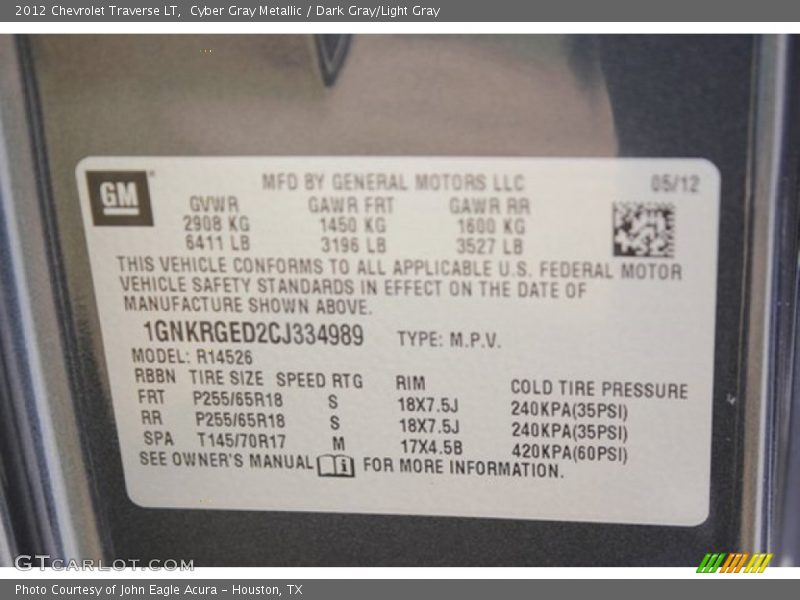 2012 Chevrolet Traverse LT, Cyber Gray Metallic / Dark Gray/Light Gray
GM MFD BY GENERAL MOTORS LLC 05/12
GVWR GAWR FRT GAWR RR
2908 KG 1450 KG 1600 KG
6411 LB 3196 LB 3527 LB
THIS VEHICLE CONFORMS TO ALL APPLICABLE U.S. FEDERAL MOTOR
VEHICLE SAFETY STANDARDS IN EFFECT ON THE DATE OF
MANUFACTURE SHOWN ABOVE.
1GNKRGED2CJ334989 TYPE: M.P.V.
MODEL: R14526
RBBN TIRE SIZE SPEED RTG RIM COLD TIRE PRESSURE
FRT P255/65R18 S 18X7.5J 240KPA(35PSI)
RR P255/65R18 S 18X7.5J 240KPA(35PSI)
SPA T145/70R17 M 17X4.5B 420KPA(60PSI)
SEE OWNER'S MANUAL i FOR MORE INFORMATION.
GTCARLOT.COM
Photo Courtesy of John Eagle Acura - Houston, TX